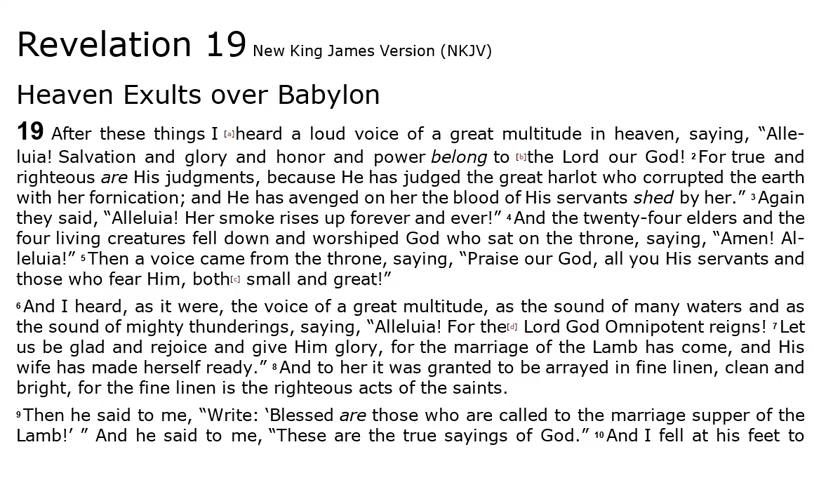 Revelation 19 New King James Version (NKJV)
Heaven Exults over Babylon
19 After these things I [a]heard a loud voice of a great multitude in heaven, saying, “Alle-
luia! Salvation and glory and honor and power belong to [b]the Lord our God! 2 For true and
righteous are His judgments, because He has judged the great harlot who corrupted the earth
with her fornication; and He has avenged on her the blood of His servants shed by her.” 3 Again
they said, “Alleluia! Her smoke rises up forever and ever!” 4 And the twenty-four elders and the
four living creatures fell down and worshiped God who sat on the throne, saying, “Amen! Al-
leluia!” 5 Then a voice came from the throne, saying, “Praise our God, all you His servants and
those who fear Him, both[c] small and great!”
6 And I heard, as it were, the voice of a great multitude, as the sound of many waters and as
the sound of mighty thunderings, saying, “Alleluia! For the[d] Lord God Omnipotent reigns! 7 Let
us be glad and rejoice and give Him glory, for the marriage of the Lamb has come, and His
wife has made herself ready.” 8 And to her it was granted to be arrayed in fine linen, clean and
bright, for the fine linen is the righteous acts of the saints.
9 Then he said to me, “Write: ‘Blessed are those who are called to the marriage supper of the
Lamb!’ ” And he said to me, “These are the true sayings of God.” 10 And I fell at his feet to